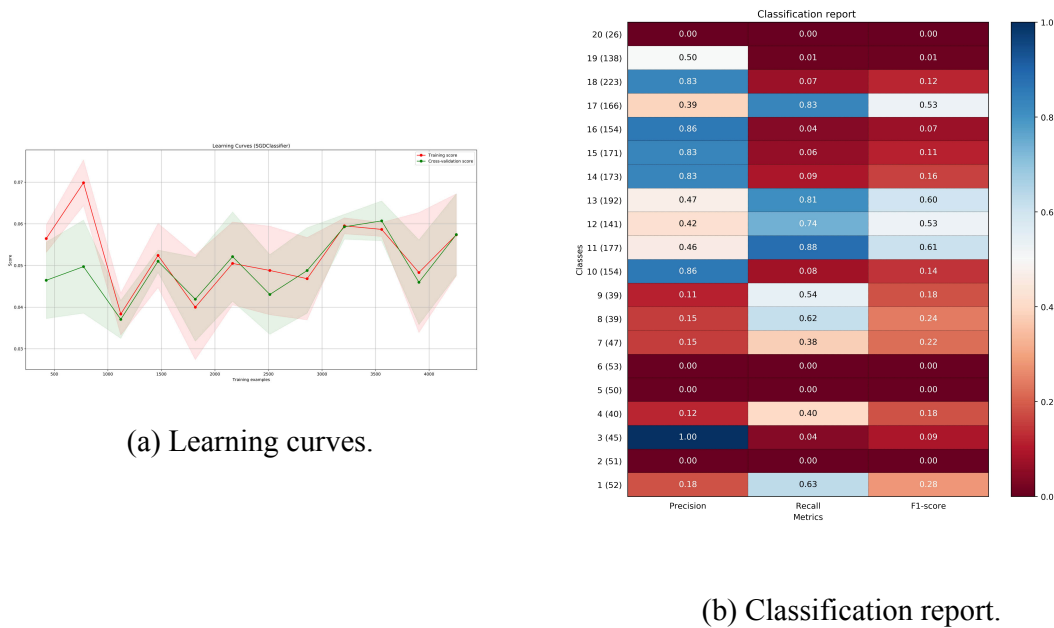 Learning Curves (SGDClassifier)
Training score
Cross-validation score
0.87
0.86
0.85
0.84
0.83
Score
500 1000 1500 2000 2500 3000 3500 4000
Training examples
(a) Learning curves.
Classification report
20 (26) 0.00 0.00 0.00
19 (138) 0.50 0.01 0.01
18 (223) 0.83 0.07 0.12
17 (166) 0.39 0.83 0.53
16 (154) 0.86 0.04 0.07
15 (171) 0.83 0.06 0.11
14 (173) 0.83 0.09 0.16
13 (192) 0.47 0.81 0.60
12 (141) 0.42 0.74 0.53
11 (177) 0.46 0.88 0.61
10 (154) 0.86 0.08 0.14
9 (39) 0.11 0.54 0.18
8 (39) 0.15 0.62 0.24
7 (47) 0.15 0.38 0.22
6 (53) 0.00 0.00 0.00
5 (50) 0.00 0.00 0.00
4 (40) 0.12 0.40 0.18
3 (45) 1.00 0.04 0.09
2 (51) 0.00 0.00 0.00
1 (52) 0.18 0.63 0.28
Classes
Precision Recall F1-score
Metrics
1.0
0.8
0.6
0.4
0.2
0.0
(b) Classification report.